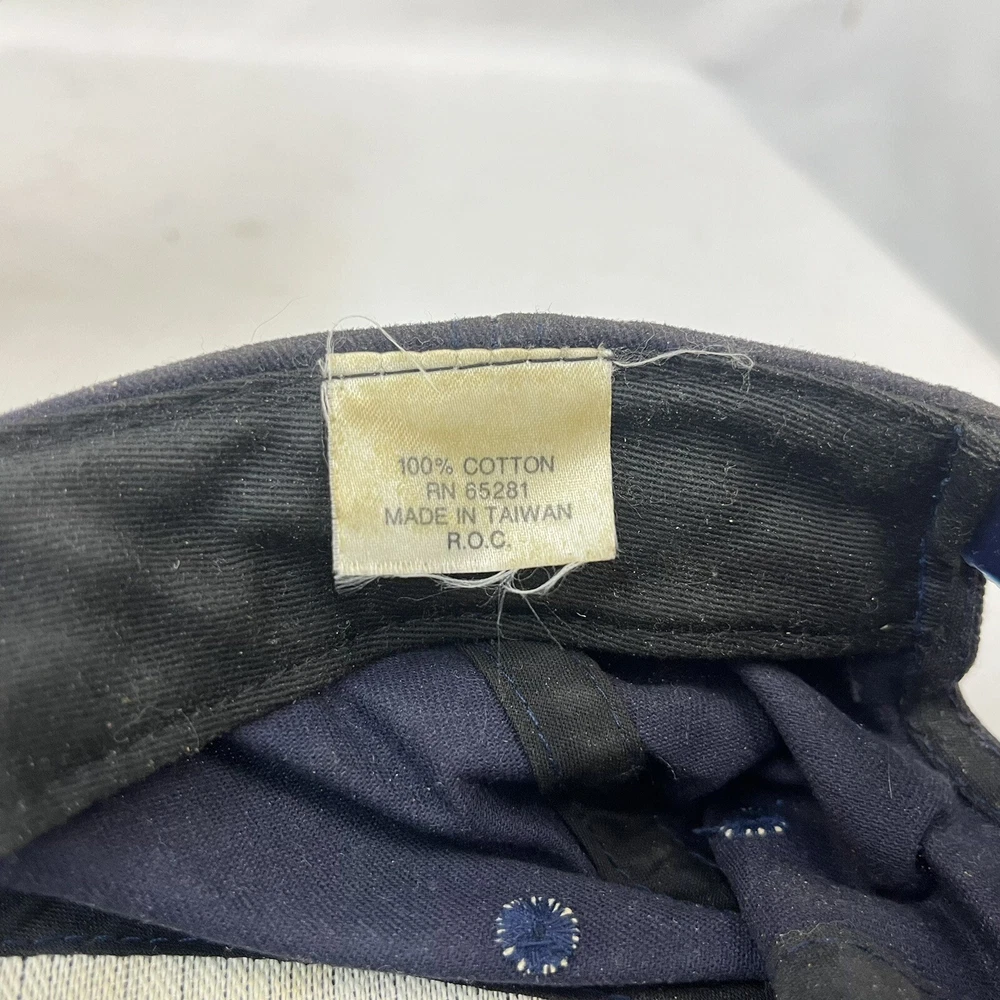 100% COTTON
RN 65281
MADE IN TAIWAN
R.O.C.